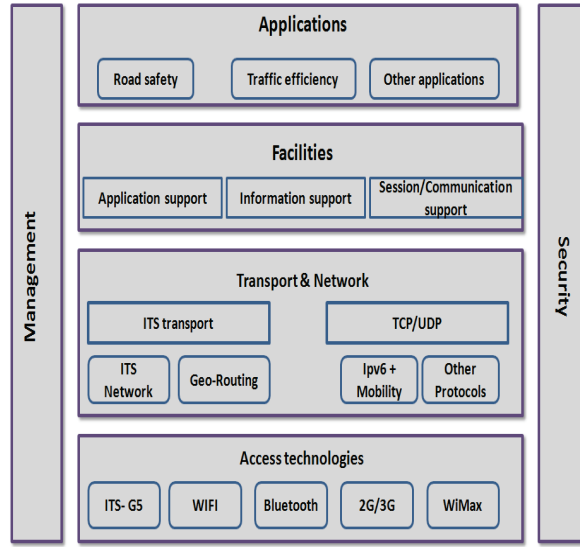 Management
Applications
Road safety
Traffic efficiency
Other applications
Facilities
Application support
Information support
Session/Communication
support
Transport & Network
ITS transport
TCP/UDP
ITS
Network
Geo-Routing
Ipv6 +
Mobility
Other
Protocols
Access technologies
ITS- G5
WIFI
Bluetooth
2G/3G
WiMax
Security